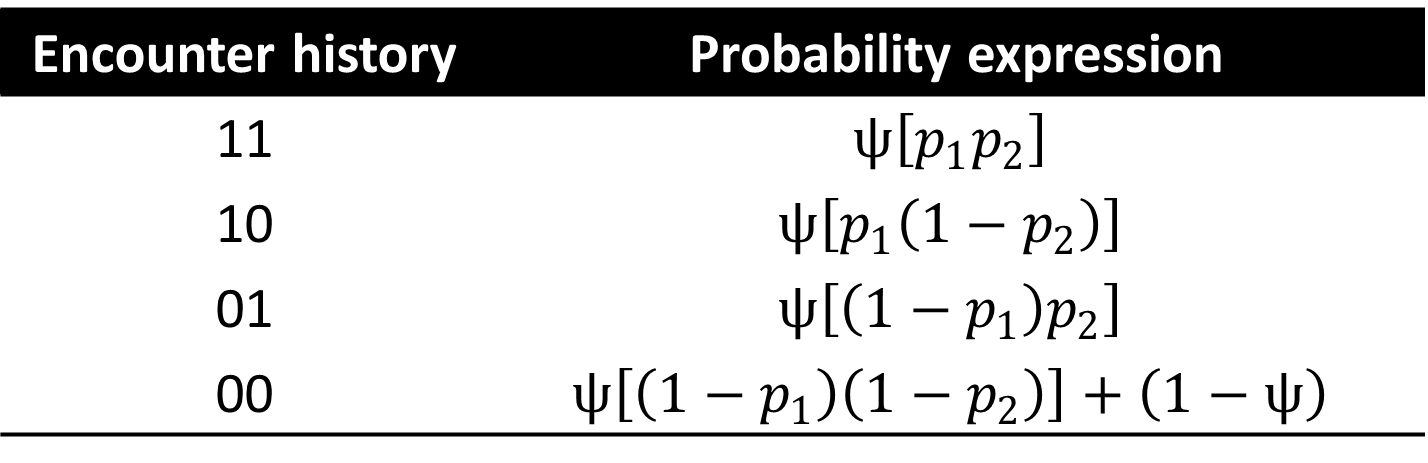 Encounter history Probability expression
11 ψ[p₁p₂]
10 ψ[p₁(1 − p₂)]
01 ψ[(1 − p₁)p₂]
00 ψ[(1 − p₁)(1 − p₂)] + (1 − ψ)